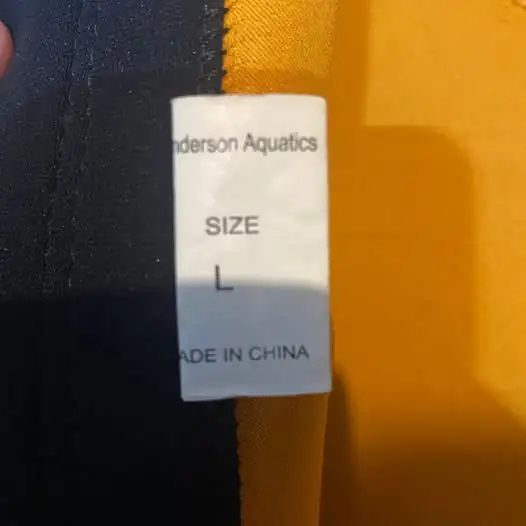 nderson Aquatics
SIZE
L
ADE IN CHINA